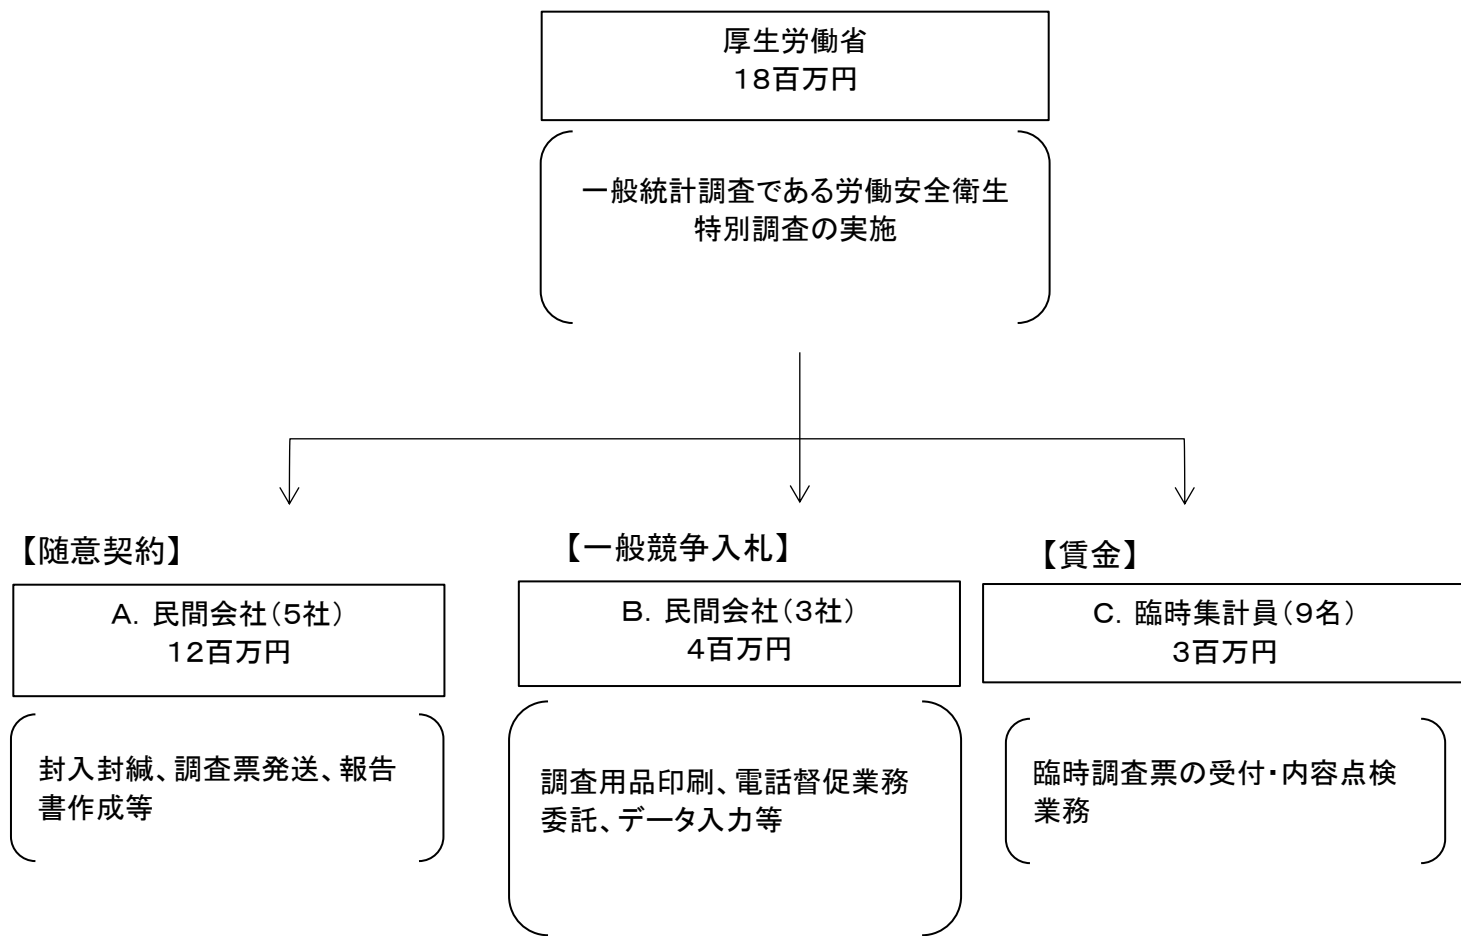 厚生労働省
18百万円
一般統計調査である労働安全衛生
特別調査の実施
【随意契約】
A．民間会社（5社）
12百万円
封入封緘、調査票発送、報告
書作成等
【一般競争入札】
B．民間会社（3社）
4百万円
調査用品印刷、電話督促業務
委託、データ入力等
【賃金】
C．臨時集計員（9名）
3百万円
臨時調査票の受付・内容点検
業務